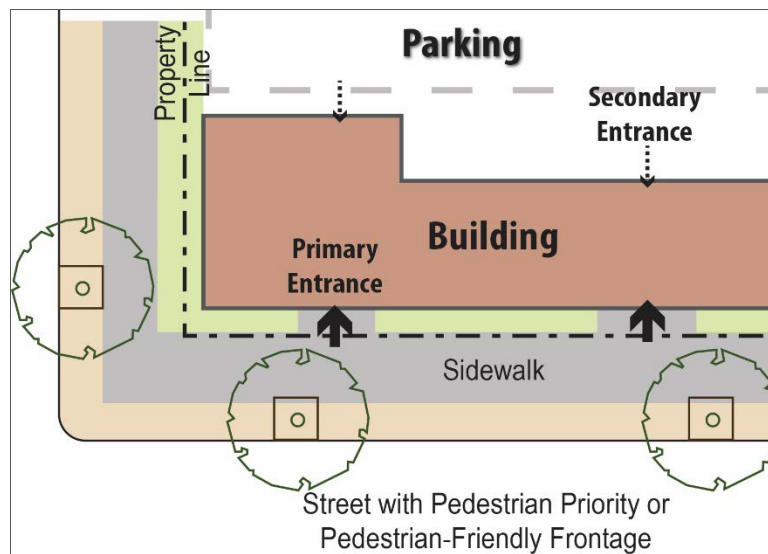 Property
Line
Parking
Secondary
Entrance
Primary
Entrance
Building
Sidewalk
Street with Pedestrian Priority or
Pedestrian-Friendly Frontage